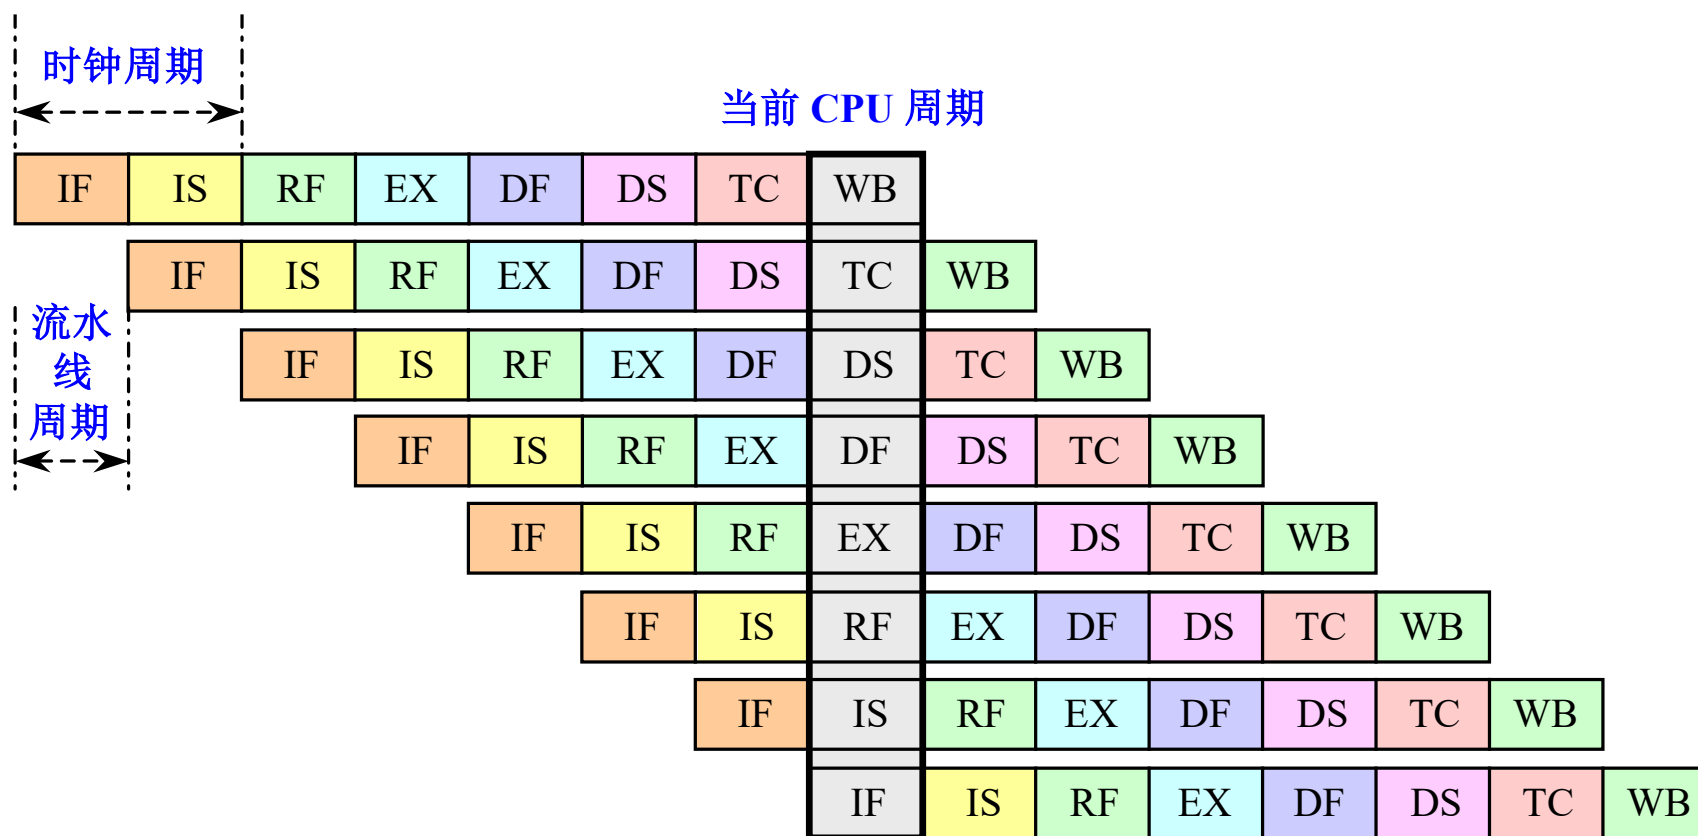 时钟周期
当前 CPU 周期
IF IS RF EX DF DS TC WB
IF IS RF EX DF DS TC WB
流水
线
周期
IF IS RF EX DF DS TC WB
IF IS RF EX DF DS TC WB
IF IS RF EX DF DS TC WB
IF IS RF EX DF DS TC WB
IF IS RF EX DF DS TC WB
IF IS RF EX DF DS TC WB